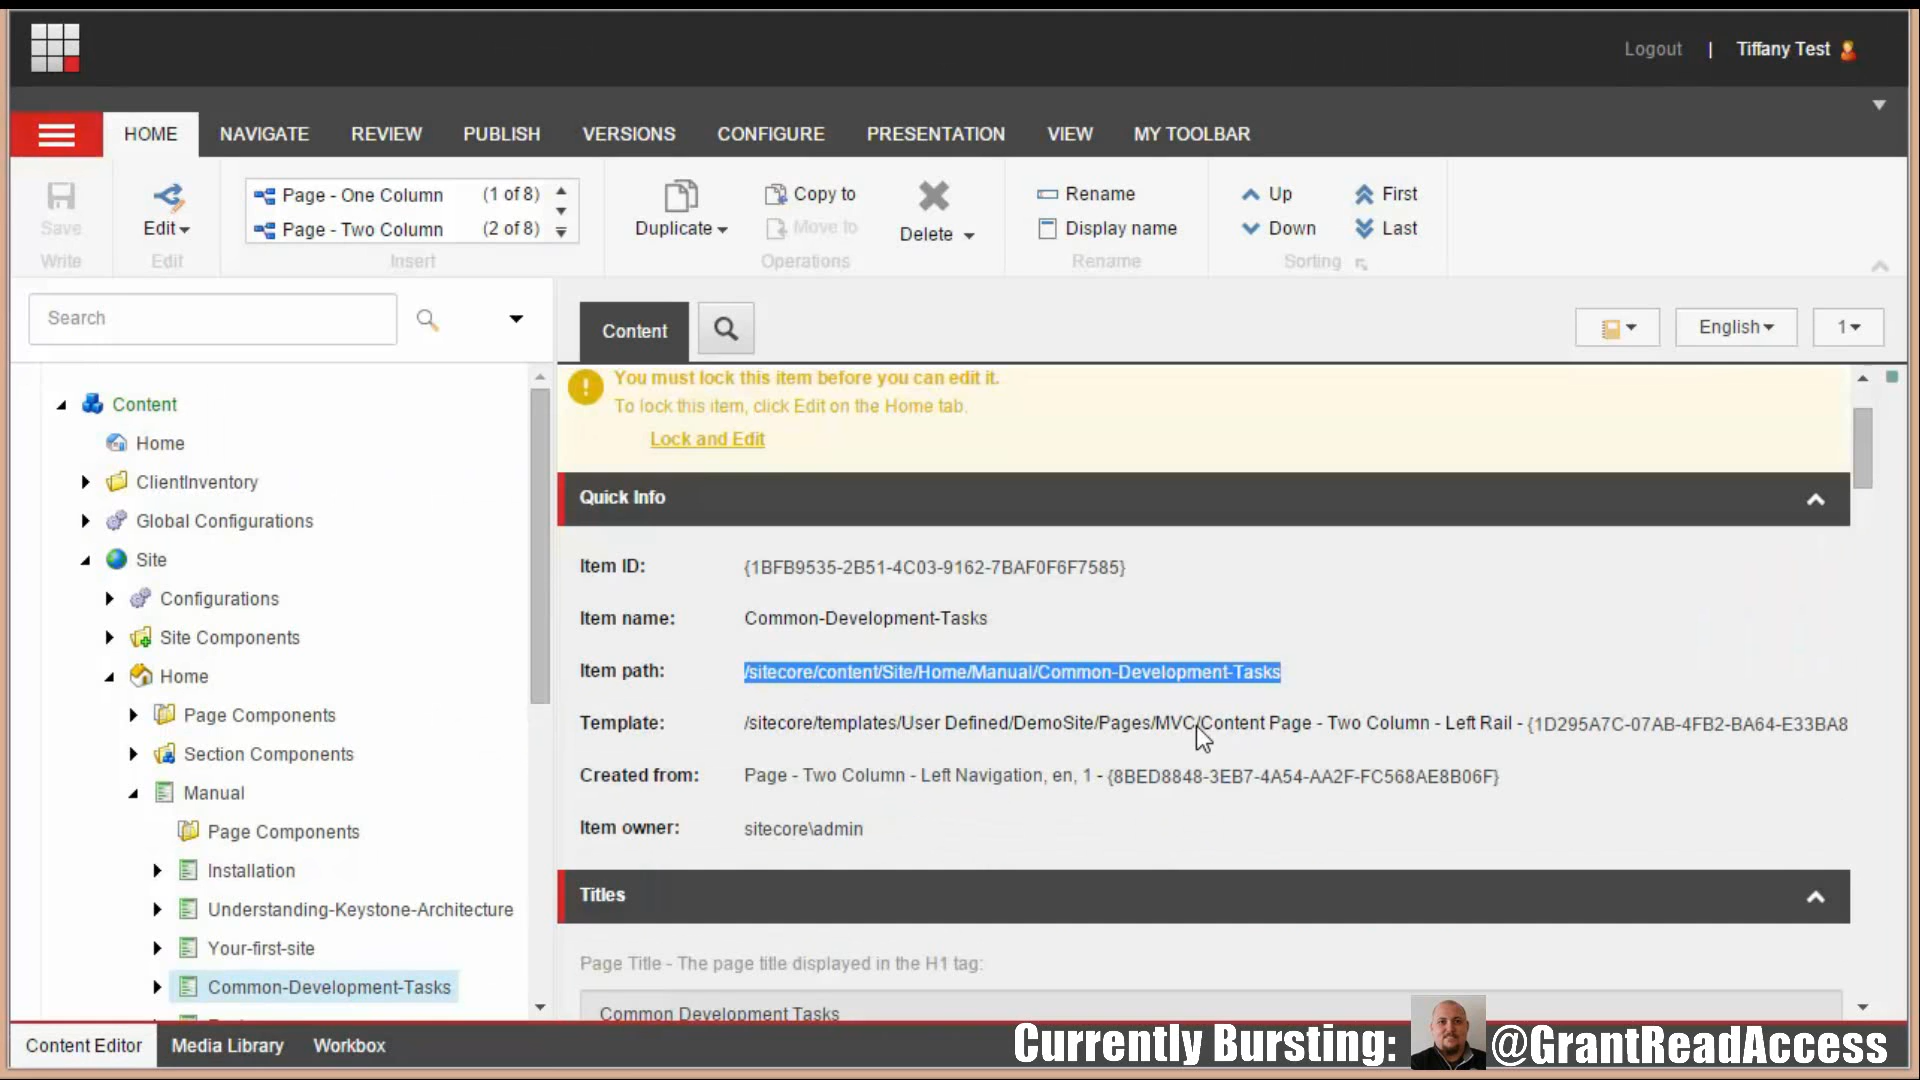 Logout | Tiffany Test
HOME NAVIGATE REVIEW PUBLISH VERSIONS CONFIGURE PRESENTATION VIEW MY TOOLBAR
Save
Write
Edit
Edit
Page - One Column (1 of 8)
Page - Two Column (2 of 8)
Insert
Duplicate
Copy to
Move to
Delete
Operations
Rename
Display name
Rename
Up
Down
First
Last
Sorting
Search
Content
English
1
Content
Home
ClientInventory
Global Configurations
Site
Configurations
Site Components
Home
Page Components
Section Components
Manual
Page Components
Installation
Understanding-Keystone-Architecture
Your-first-site
Common-Development-Tasks
You must lock this item before you can edit it.
To lock this item, click Edit on the Home tab.
Lock and Edit
Quick Info
Item ID: {1BFB9535-2B51-4C03-9162-7BAF0F6F7585}
Item name: Common-Development-Tasks
Item path: /sitecore/content/Site/Home/Manual/Common-Development-Tasks
Template: /sitecore/templates/User Defined/DemoSite/Pages/MVC/Content Page - Two Column - Left Rail - {1D295A7C-07AB-4FB2-BA64-E33BA8
Created from: Page - Two Column - Left Navigation, en, 1 - {8BED8848-3EB7-4A54-AA2F-FC568AE8B06F}
Item owner: sitecore\admin
Titles
Page Title - The page title displayed in the H1 tag:
Common Development Tasks
Content Editor Media Library Workbox
Currently Bursting: @GrantReadAccess